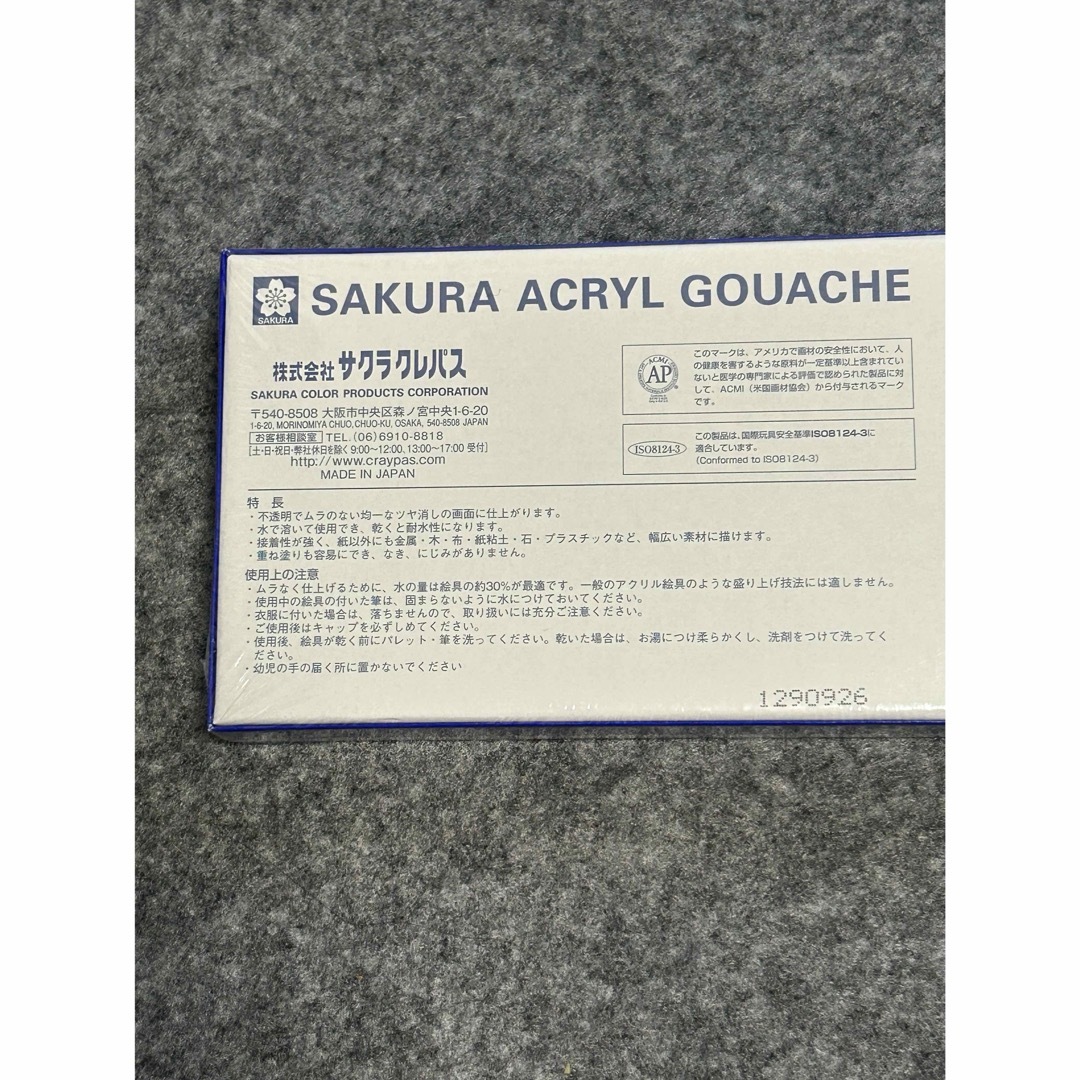 SAKURA
SAKURA ACRYL GOUACHE
株式会社 サクラクレパス
SAKURA COLOR PRODUCTS CORPORATION
〒540-8508 大阪市中央区森ノ宮中央1-6-20
1-6-20, MORINOMIYA CHUO, CHUO-KU, OSAKA, 540-8508 JAPAN
お客様相談室 TEL.(06)6910-8818
[土・日・祝日・弊社休日を除く 9:00〜12:00、13:00〜17:00 受付]
http://www.craypas.com
MADE IN JAPAN
ACMI
AP
このマークは、アメリカで画材の安全性において、人
の健康を害するような原料が一定基準以上含まれてい
ないと医学の専門家による評価で認められた製品に対
して、ACMI（米国画材協会）から付与されるマーク
です。
ISO8124-3
この製品は、国際玩具安全基準ISO8124-3に
適合しています。
(Conformed to ISO8124-3)
特 長
・不透明でムラのない均一なツヤ消しの画面に仕上がります。
・水で溶いて使用でき、乾くと耐水性になります。
・接着性が強く、紙以外にも金属・木・布・紙粘土・石・プラスチックなど、幅広い素材に描けます。
・重ね塗りも容易にでき、なき、にじみがありません。
使用上の注意
・ムラなく仕上げるために、水の量は絵具の約30%が最適です。一般のアクリル絵具のような盛り上げ技法には適しません。
・使用中の絵具の付いた筆は、固まらないように水につけておいてください。
・衣服に付いた場合は、落ちませんので、取り扱いには充分ご注意ください。
・ご使用後はキャップを必ずしめてください。
・使用後、絵具が乾く前にパレット・筆を洗ってください。乾いた場合は、お湯につけ柔らかくし、洗剤をつけて洗ってく
ださい。
・幼児の手の届く所に置かないでください
1290926